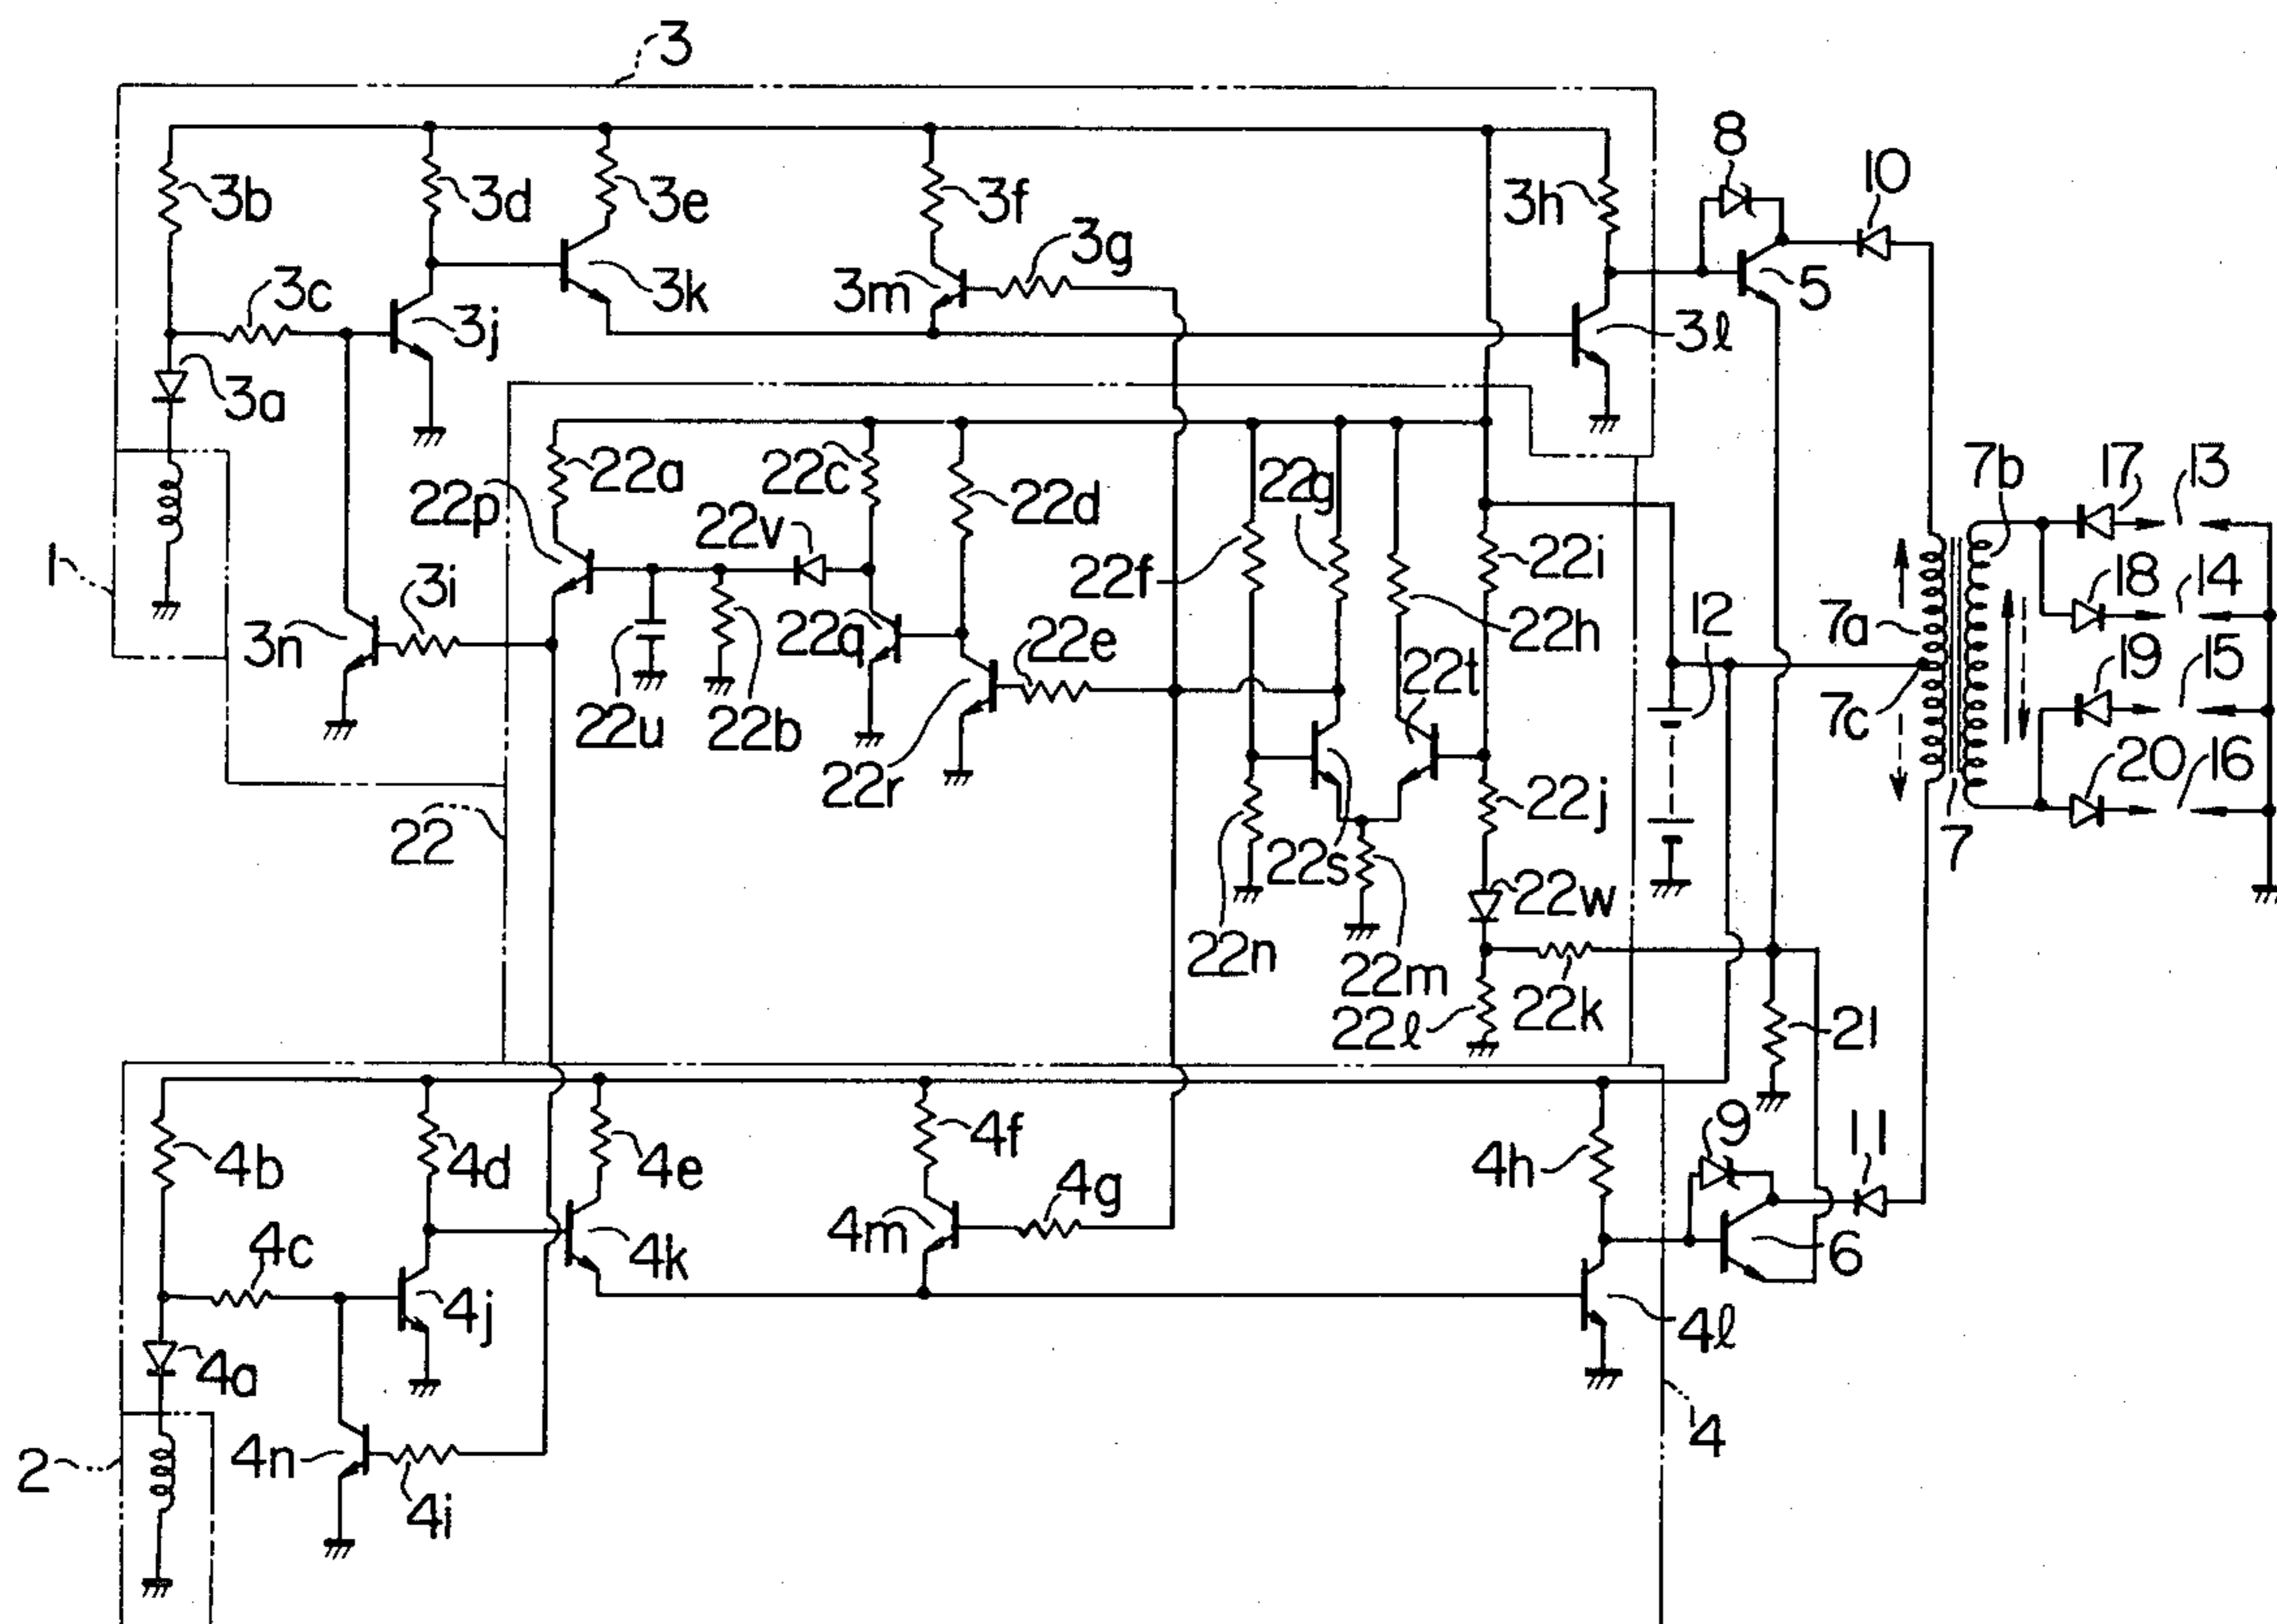 3
8
10
3b
3d
3e
3f
3g
3h
3c
3j
3k
3m
3l
5
3a
22a
22c
22d
22g
7b
17
13
22p
22v
22f
22i
18
14
1
3i
3n
22q
22e
22h
12
7a
19
15
22t
7c
22u
22b
22r
22j
20
16
22
22s
22w
7
22n
22m
22k
22l
21
4b
4d
4e
4f
4g
4h
9
11
4c
4j
4k
4m
6
4l
4a
4
2
4n
4i